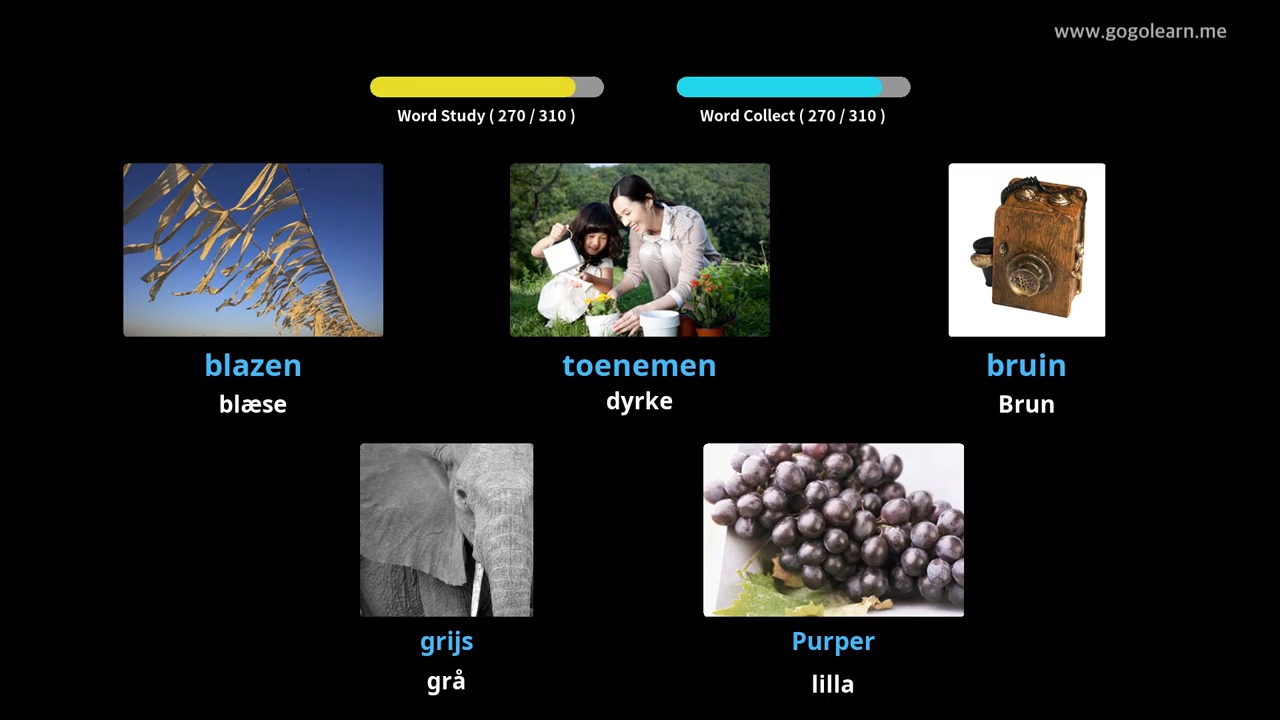 www.gogolearn.me
Word Study ( 270 / 310 )
Word Collect ( 270 / 310 )
blazen
blæse
toenemen
dyrke
bruin
Brun
grijs
grå
Purper
lilla